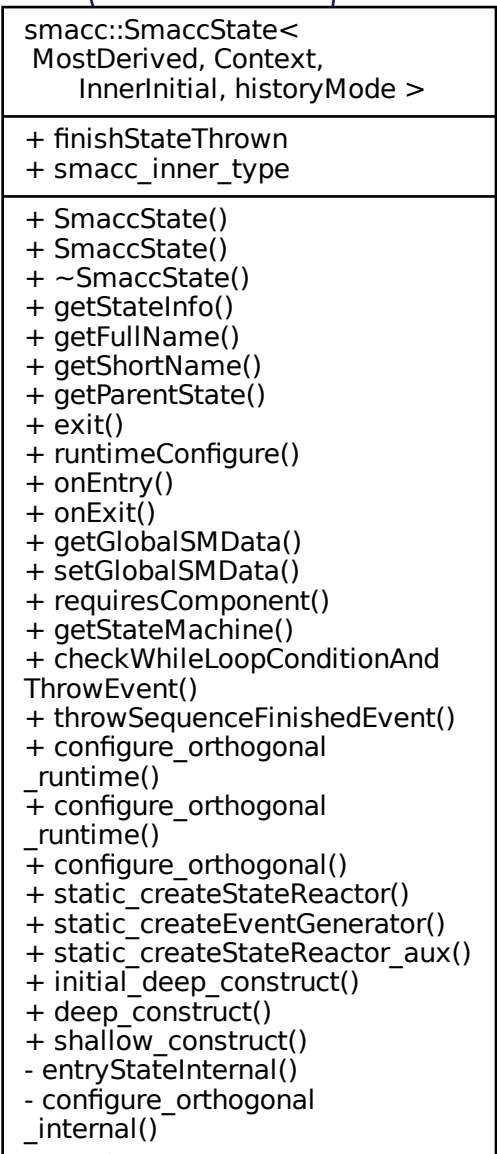 smacc::SmaccState<
MostDerived, Context,
InnerInitial, historyMode >
+ finishStateThrown
+ smacc_inner_type
+ SmaccState()
+ SmaccState()
+ ~SmaccState()
+ getStateInfo()
+ getFullName()
+ getShortName()
+ getParentState()
+ exit()
+ runtimeConfigure()
+ onEntry()
+ onExit()
+ getGlobalSMData()
+ setGlobalSMData()
+ requiresComponent()
+ getStateMachine()
+ checkWhileLoopConditionAnd
ThrowEvent()
+ throwSequenceFinishedEvent()
+ configure_orthogonal
_runtime()
+ configure_orthogonal
_runtime()
+ configure_orthogonal()
+ static_createStateReactor()
+ static_createEventGenerator()
+ static_createStateReactor_aux()
+ initial_deep_construct()
+ deep_construct()
+ shallow_construct()
- entryStateInternal()
- configure_orthogonal
_internal()